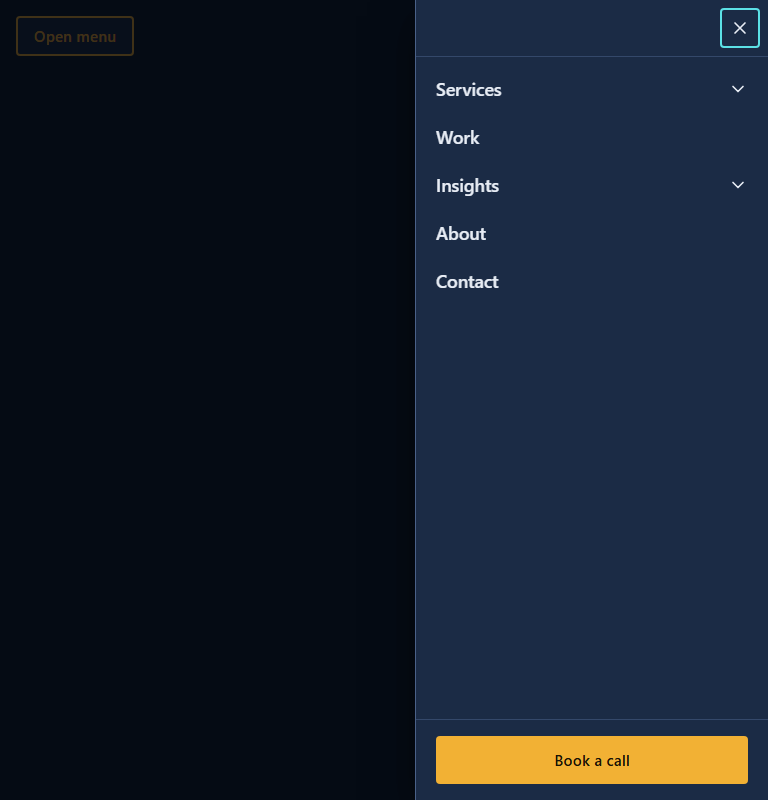 Open menu
Services
Work
Insights
About
Contact
Book a call